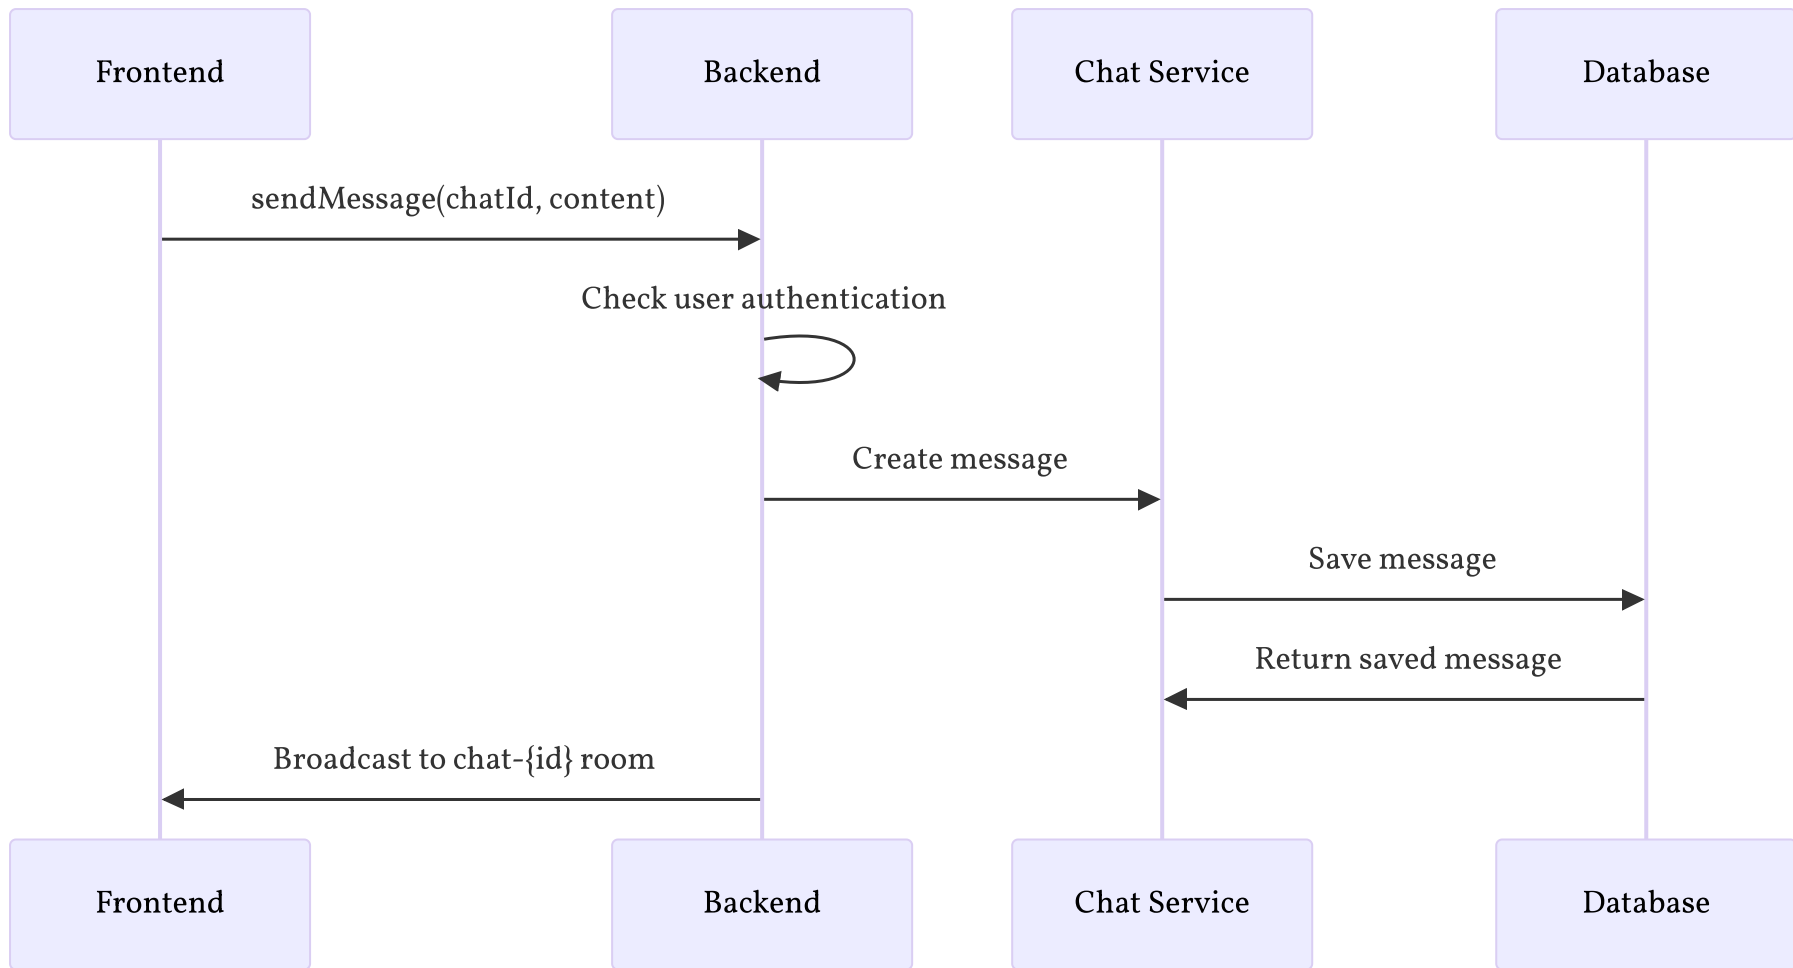 Frontend
Backend
Chat Service
Database
sendMessage(chatId, content)
Check user authentication
Create message
Save message
Return saved message
Broadcast to chat-{id} room
Frontend
Backend
Chat Service
Database